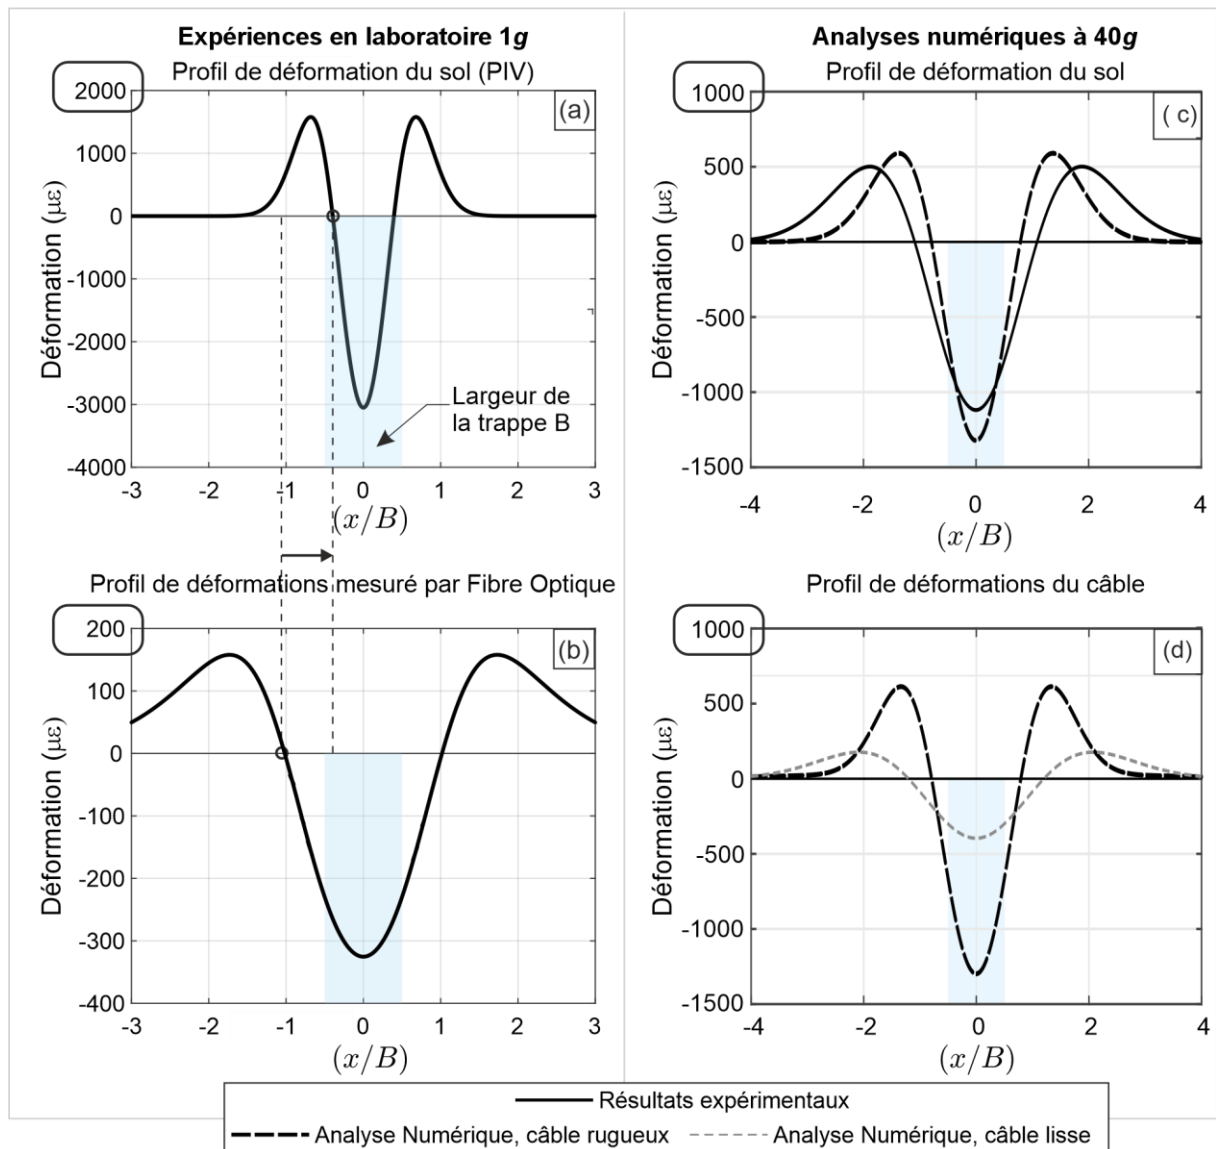 Expériences en laboratoire 1g
Profil de déformation du sol (PIV)
2000
1000
0
-1000
-2000
-3000
-4000
Déformation (με)
(a)
Largeur de
la trappe B
-3 -2 -1 0 1 2 3
(x/B)
Profil de déformations mesuré par Fibre Optique
200
100
0
-100
-200
-300
-400
Déformation (με)
(b)
-3 -2 -1 0 1 2 3
(x/B)
Analyses numériques à 40g
Profil de déformation du sol
1000
500
0
-500
-1000
-1500
Déformation (με)
( c)
-4 -2 0 2 4
(x/B)
Profil de déformations du câble
1000
500
0
-500
-1000
-1500
Déformation (με)
(d)
-4 -2 0 2 4
(x/B)
Résultats expérimentaux
Analyse Numérique, câble rugueux Analyse Numérique, câble lisse